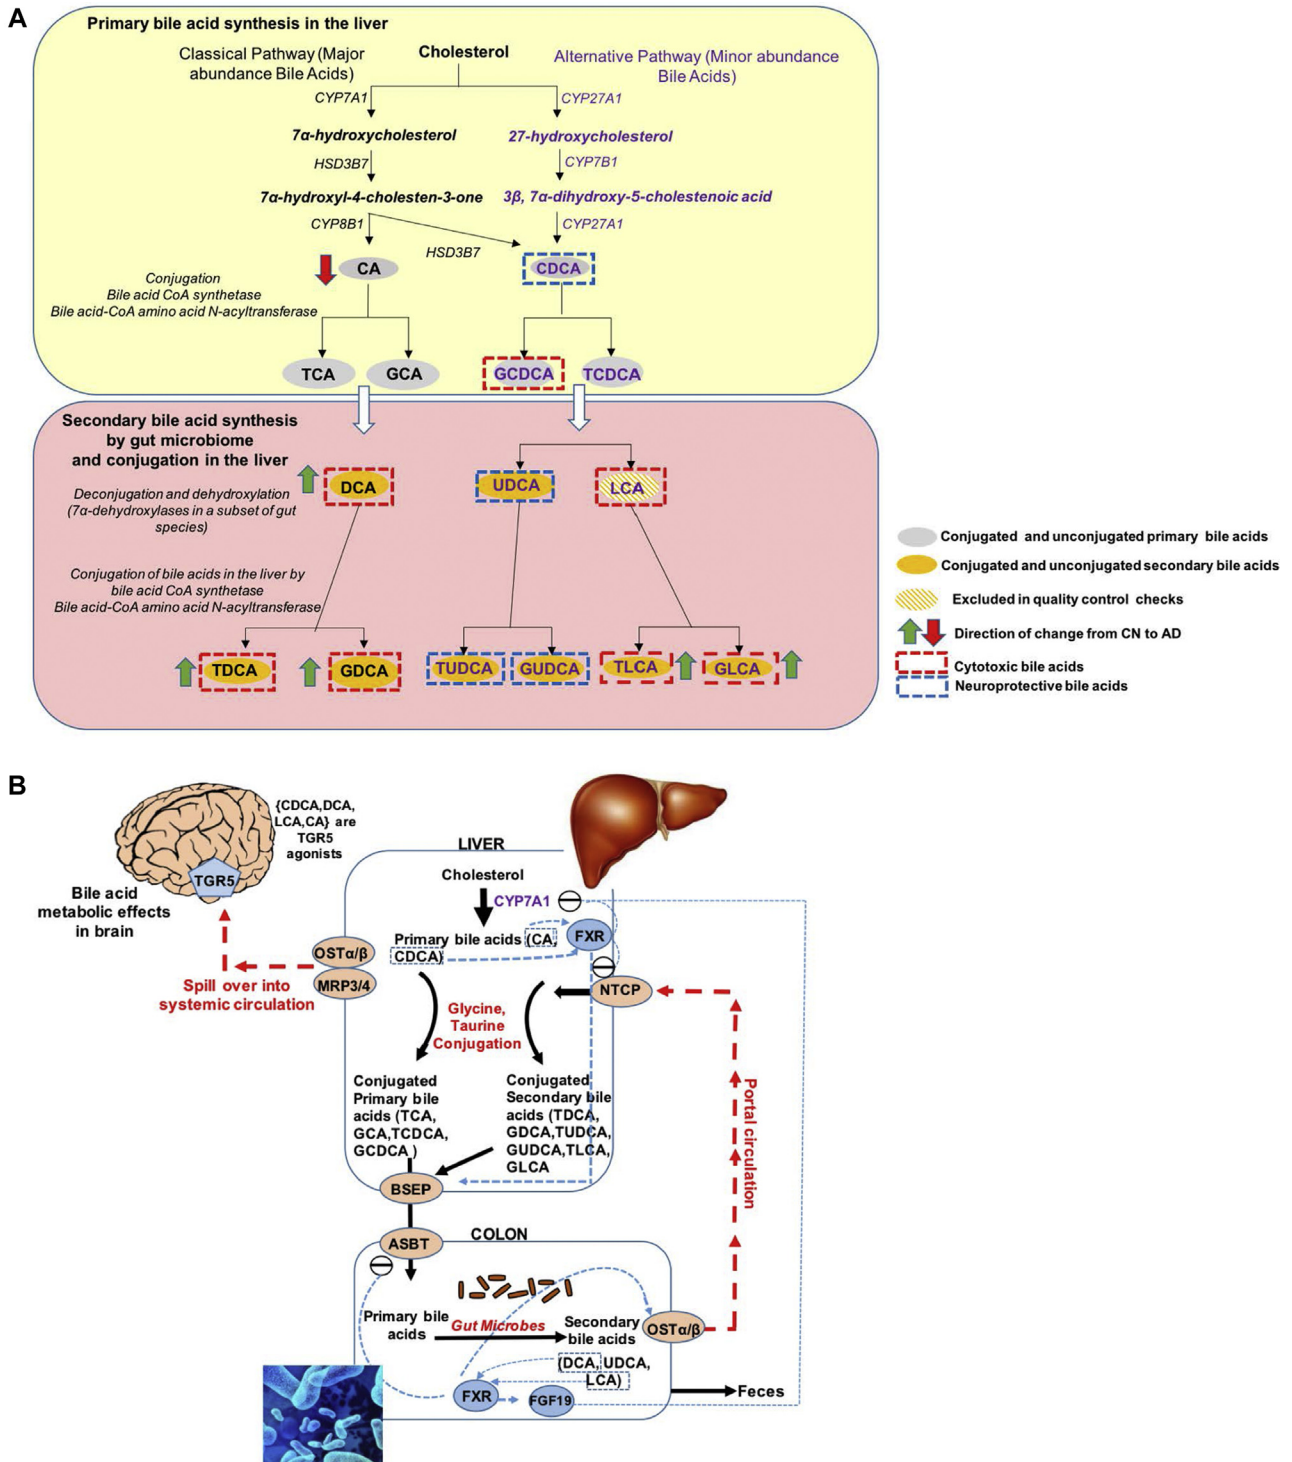 A
Primary bile acid synthesis in the liver
Classical Pathway (Major
abundance Bile Acids)
Cholesterol
Alternative Pathway (Minor abundance
Bile Acids)
CYP7A1
CYP27A1
7α-hydroxycholesterol
27-hydroxycholesterol
HSD3B7
CYP7B1
7α-hydroxyl-4-cholesten-3-one
3β, 7α-dihydroxy-5-cholestenoic acid
CYP8B1
CYP27A1
HSD3B7
CA
CDCA
Conjugation
Bile acid CoA synthetase
Bile acid-CoA amino acid N-acyltransferase
TCA
GCA
GCDCA
TCDCA
Secondary bile acid synthesis
by gut microbiome
and conjugation in the liver
DCA
UDCA
LCA
Deconjugation and dehydroxylation
(7α-dehydroxylases in a subset of gut
species)
Conjugation of bile acids in the liver by
bile acid CoA synthetase
Bile acid-CoA amino acid N-acyltransferase
TDCA
GDCA
TUDCA
GUDCA
TLCA
GLCA
Conjugated and unconjugated primary bile acids
Conjugated and unconjugated secondary bile acids
Excluded in quality control checks
Direction of change from CN to AD
Cytotoxic bile acids
Neuroprotective bile acids
B
{CDCA,DCA,
LCA,CA} are
TGR5
agonists
TGR5
Bile acid
metabolic effects
in brain
LIVER
Cholesterol
CYP7A1
Primary bile acids (CA,
CDCA)
FXR
OSTα/β
MRP3/4
NTCP
Spill over into
systemic circulation
Glycine,
Taurine
Conjugation
Conjugated
Primary bile
acids (TCA,
GCA,TCDCA,
GCDCA )
Conjugated
Secondary bile
acids (TDCA,
GDCA,TUDCA,
GUDCA,TLCA,
GLCA
Portal circulation
BSEP
ASBT
COLON
Primary bile
acids
Gut Microbes
Secondary
bile acids
OSTα/β
(DCA, UDCA,
LCA)
FXR
FGF19
Feces